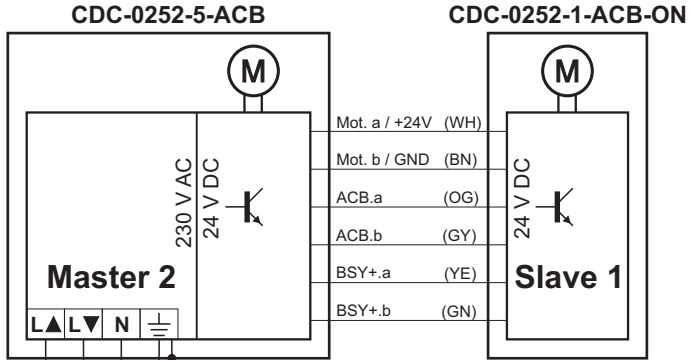 CDC-0252-5-ACB
CDC-0252-1-ACB-ON
M
M
Mot. a / +24V (WH)
Mot. b / GND (BN)
ACB.a (OG)
ACB.b (GY)
BSY+.a (YE)
BSY+.b (GN)
230 V AC
24 V DC
24 V DC
Master 2
Slave 1
L▲ L▼ N